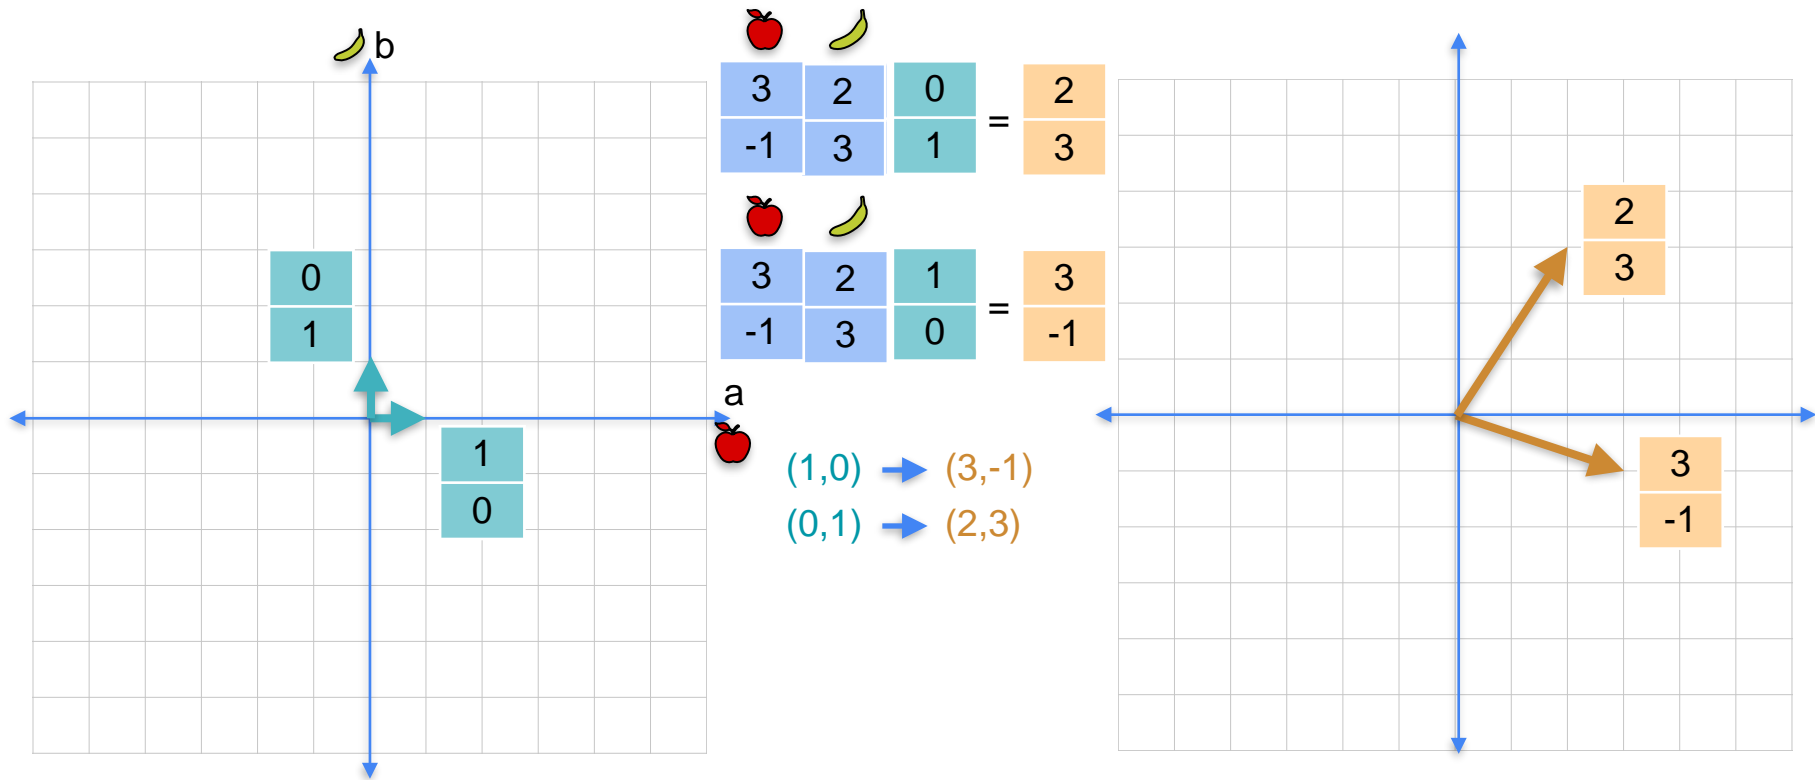 b
3 2 0 = 2
-1 3 1 3
3 2 1 = 3
-1 3 0 -1
0
1
a
1
0
(1,0) (3,-1)
(0,1) (2,3)
2
3
3
-1